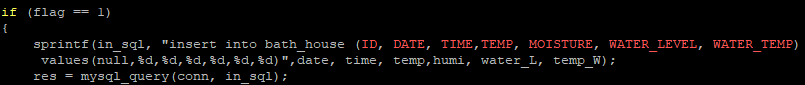 if (flag == 1)
{
sprintf(in_sql, "insert into bath_house (ID, DATE, TIME,TEMP, MOISTURE, WATER_LEVEL, WATER_TEMP)
values(null,%d,%d,%d,%d,%d,%d)",date, time, temp,humi, water_L, temp_W);
res = mysql_query(conn, in_sql);